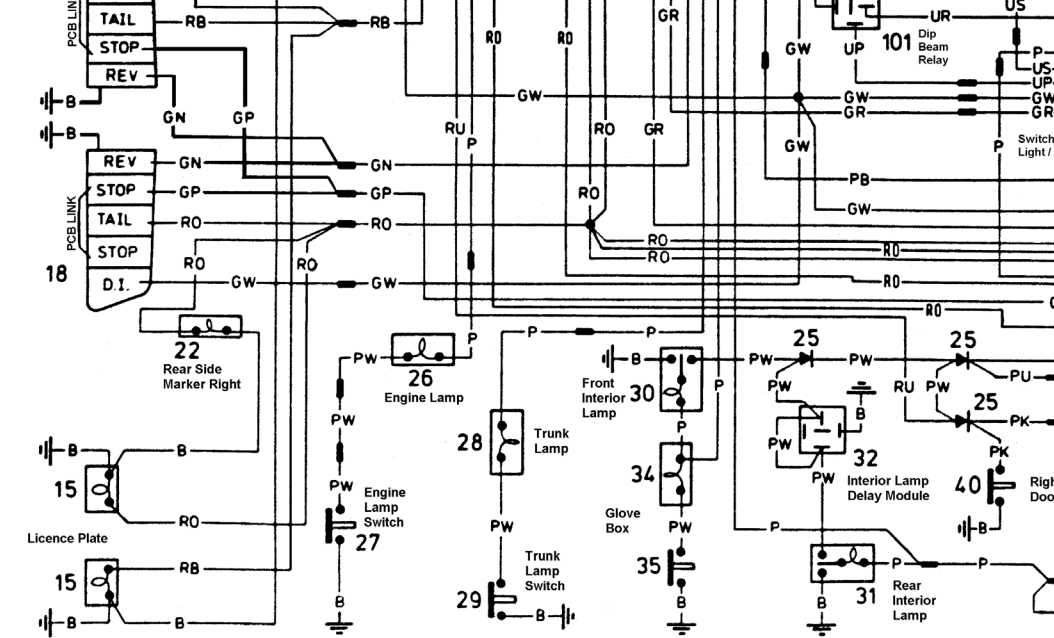 PCB LINK
TAIL RB RB
STOP
REV
B
GN GP
B
REV GN GN
STOP GP GP
PCB LINK
TAIL RO RO
STOP
RO RO
D.I. GW GW
18
RO RO GR
GW
GW
RU P RO GR
RO
GW
RO
RO
RO
RO
RO
UR
US
UP
101
Dip
Beam
Relay
P
US
UP
GW GW
GR GR
Switch
Light /
P
PB
GW
22
Rear Side
Marker Right
PW
P
26
Engine Lamp
PW
PW
Engine
Lamp
Switch
27
B
P P
28
Trunk
Lamp
PW
Trunk
Lamp
Switch
29
B
B
Front
Interior
Lamp
30
P
P
34
Glove
Box
PW
35
B
PW
25
PW
25
PU
PW
B
PW
32
Interior Lamp
Delay Module
PW
RU
PW
25
PK
PK
40
B
P
P P
31
Rear
Interior
Lamp
B
B B
15
RO
Licence Plate
15
RB
B B